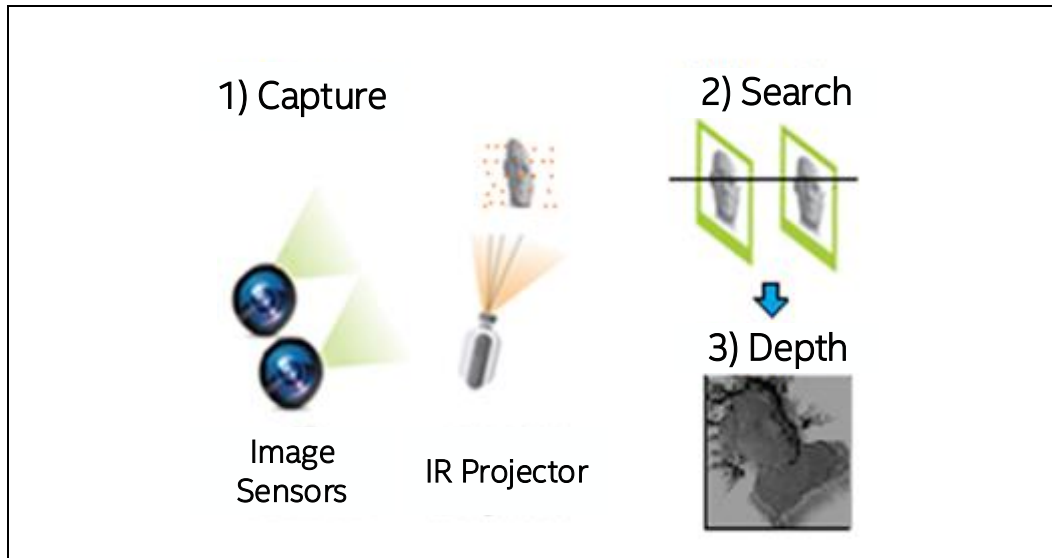 1) Capture
2) Search
3) Depth
Image
Sensors
IR Projector